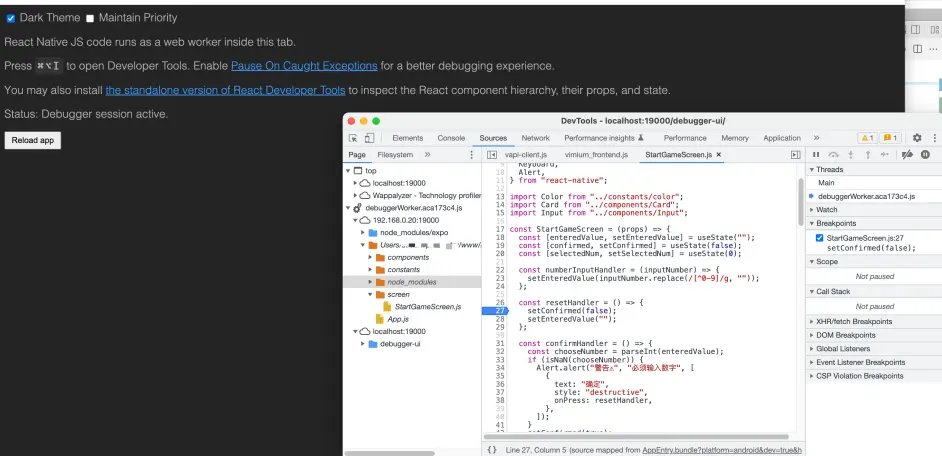 Dark Theme Maintain Priority
React Native JS code runs as a web worker inside this tab.
Press ⌘⌥I to open Developer Tools. Enable Pause On Caught Exceptions for a better debugging experience.
You may also install the standalone version of React Developer Tools to inspect the React component hierarchy, their props, and state.
Status: Debugger session active.
Reload app
DevTools - localhost:19000/debugger-ui/
Elements Console Sources Network Performance insights Performance Memory Application » 1 1
Page Filesystem »
top
localhost:19000
Wappalyzer - Technology profiler
debuggerWorker.aca173c4.js
192.168.0.20:19000
node_modules/expo
Users/
/www/
components
constants
node_modules
screen
StartGameScreen.js
App.js
localhost:19000
debugger-ui
vapi-client.js vimium_frontend.js StartGameScreen.js ×
9 Keyboard,
Alert,
11 } from "react-native";
12
13 import Color from "../constants/color";
14 import Card from "../components/Card";
15 import Input from "../components/Input";
16
17 const StartGameScreen = (props) => {
18 const [enteredValue, setEnteredValue] = useState("");
19 const [confirmed, setConfirmed] = useState(false);
20 const [selectedNum, setSelectedNum] = useState(0);
21
22 const numberInputHandler = (inputNumber) => {
23 setEnteredValue(inputNumber.replace(/[^0-9]/g, ""));
24 };
25
26 const resetHandler = () => {
27 setConfirmed(false);
28 setEnteredValue("");
29 };
30
31 const confirmHandler = () => {
32 const chooseNumber = parseInt(enteredValue);
33 if (isNaN(chooseNumber)) {
34 Alert.alert("警告⚠", "必须输入数字", [
35 {
36 text: "确定",
37 style: "destructive",
38 onPress: resetHandler,
39 },
40 ]);
41 }
42 setConfirmed(true);
{} Line 27, Column 5 (source mapped from AppEntry.bundle?platform=android&dev=true&h
Threads
Main
debuggerWorker.aca173c4.js
Watch
Breakpoints
StartGameScreen.js:27
setConfirmed(false);
Scope
Not paused
Call Stack
Not paused
XHR/fetch Breakpoints
DOM Breakpoints
Global Listeners
Event Listener Breakpoints
CSP Violation Breakpoints